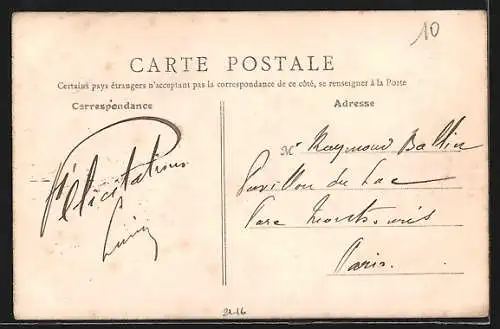 10
CARTE POSTALE
Certains pays étrangers n'acceptant pas la correspondance de ce côté, se renseigner à la Poste
Correspondance
Adresse
Félicitations
Mr Raymond
Pavillon du Lac
Parc Montsouris
Paris.